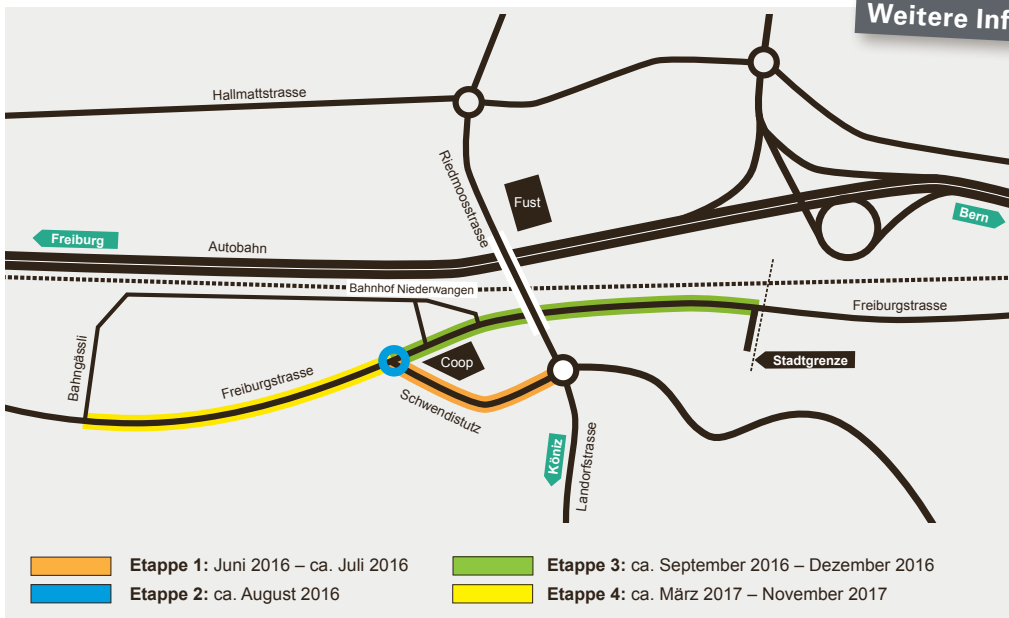 Weitere Inf
Hallmattstrasse
Riedmoosstrasse
Fust
Bern
Freiburg
Autobahn
Bahnhof Niederwangen
Freiburgstrasse
Stadtgrenze
Bahngässli
Coop
Freiburgstrasse
Schwendistutz
Köniz
Landorfstrasse
Etappe 1: Juni 2016 – ca. Juli 2016
Etappe 2: ca. August 2016
Etappe 3: ca. September 2016 – Dezember 2016
Etappe 4: ca. März 2017 – November 2017